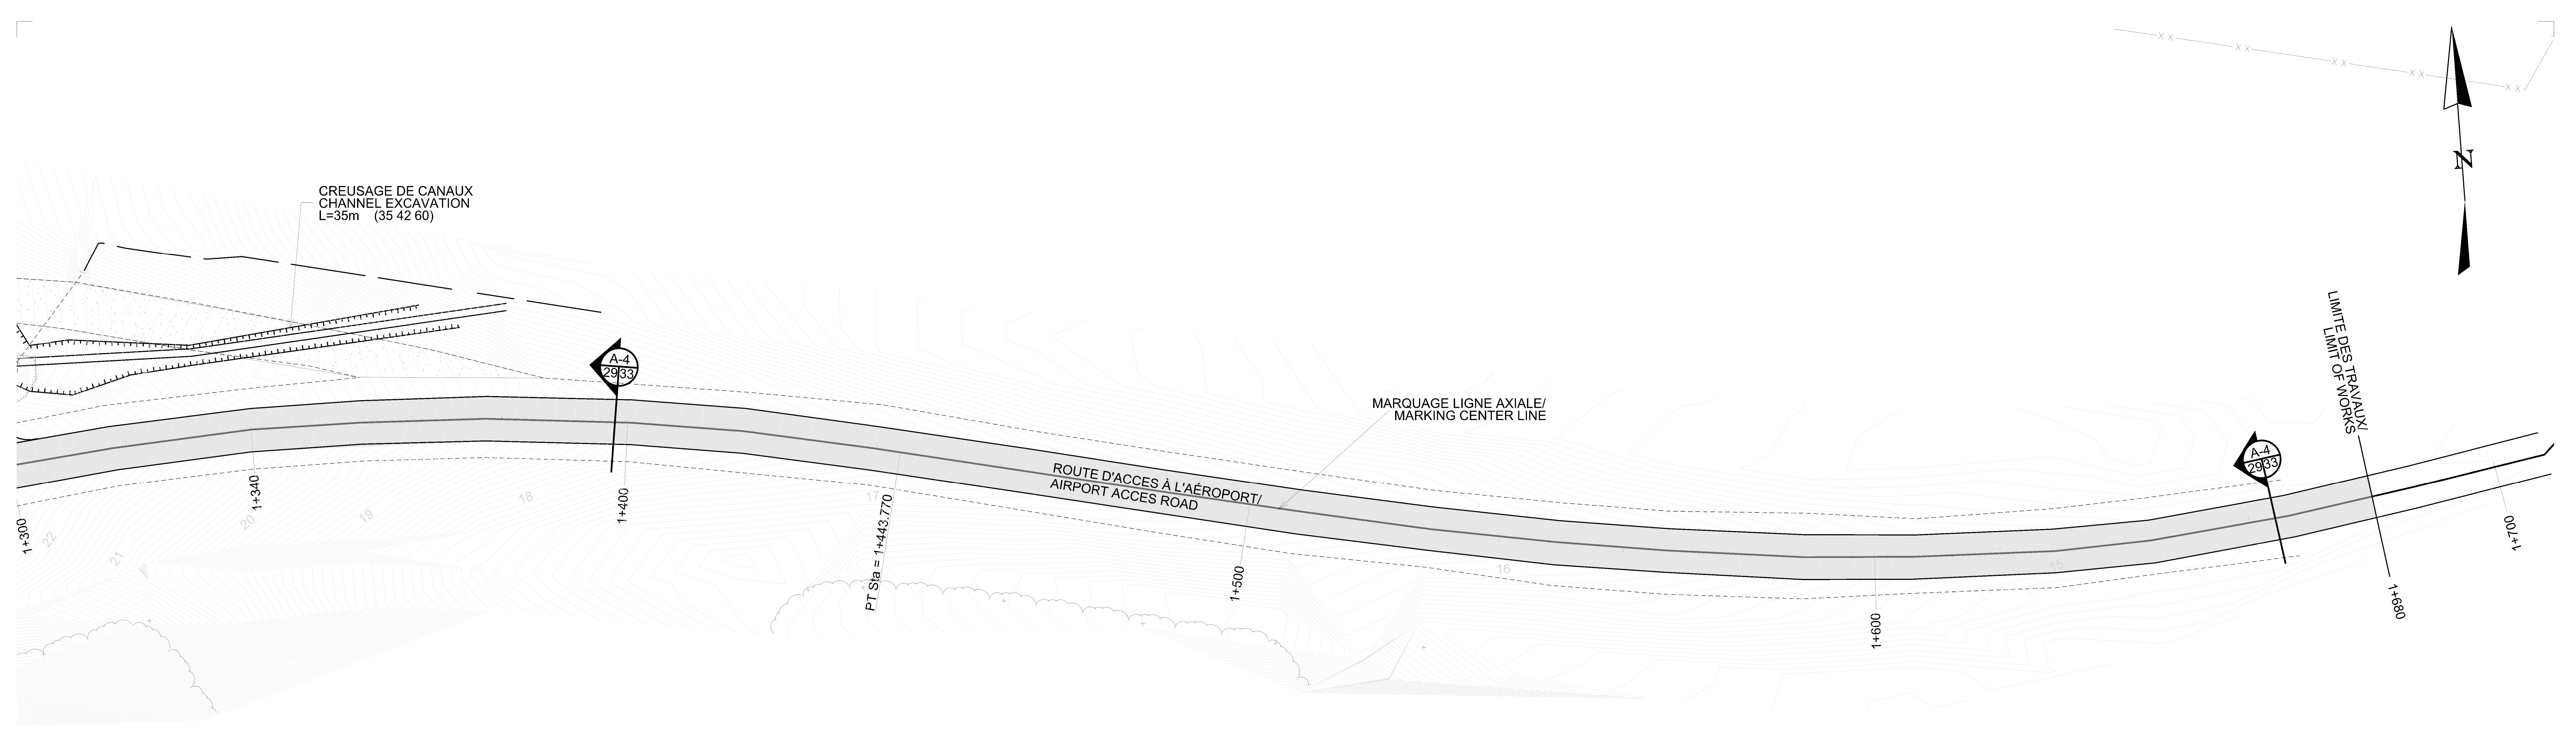 CREUSAGE DE CANAUX
CHANNEL EXCAVATION
L=35m (35 42 60)
X X
X X
X X
X X
X X
N
LIMITE DES TRAVAUX/
LIMIT OF WORKS
A-4
29 33
MARQUAGE LIGNE AXIALE/
MARKING CENTER LINE
A-4
29 33
ROUTE D'ACCES À L'AÉROPORT/
AIRPORT ACCES ROAD
1+300
22
21
20
1+340
19
18
1+400
17
PT Sta = 1+443.770
1+500
16
1+600
15
1+680
1+700